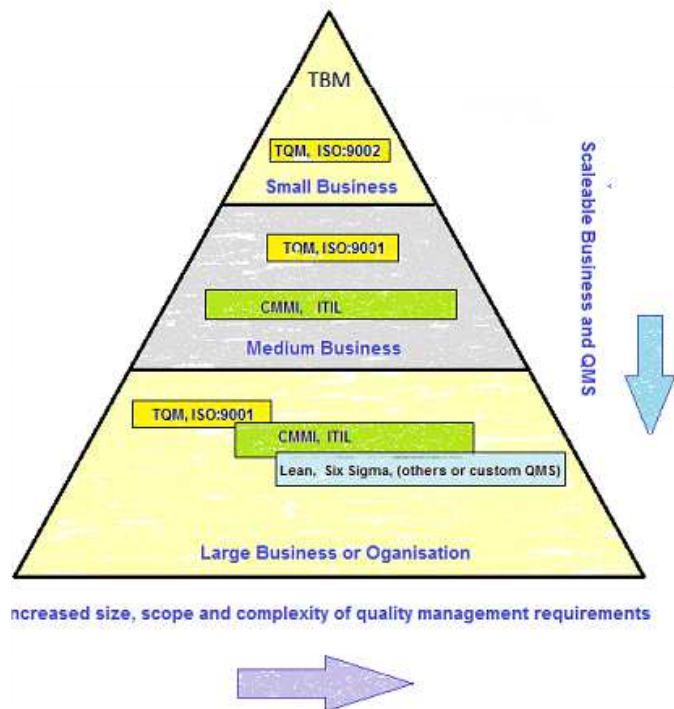 TBM
TQM, ISO:9002
Small Business
TQM, ISO:9001
CMMI, ITIL
Medium Business
TQM, ISO:9001
CMMI, ITIL
Lean, Six Sigma, (others or custom QMS)
Large Business or Oganisation
Scaleable Business and QMS
ncreased size, scope and complexity of quality management requirements